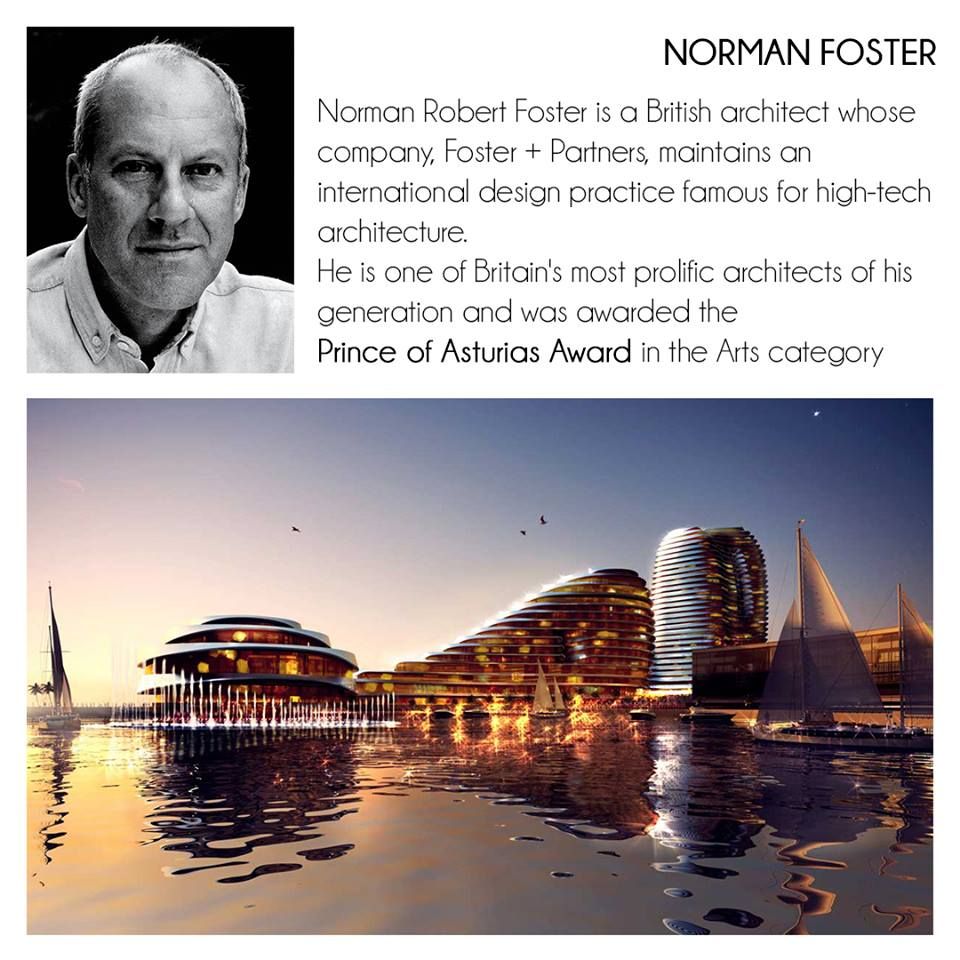 NORMAN FOSTER
Norman Robert Foster is a British architect whose
company, Foster + Partners, maintains an
international design practice famous for high-tech
architecture.
He is one of Britain's most prolific architects of his
generation and was awarded the
Prince of Asturias Award in the Arts category